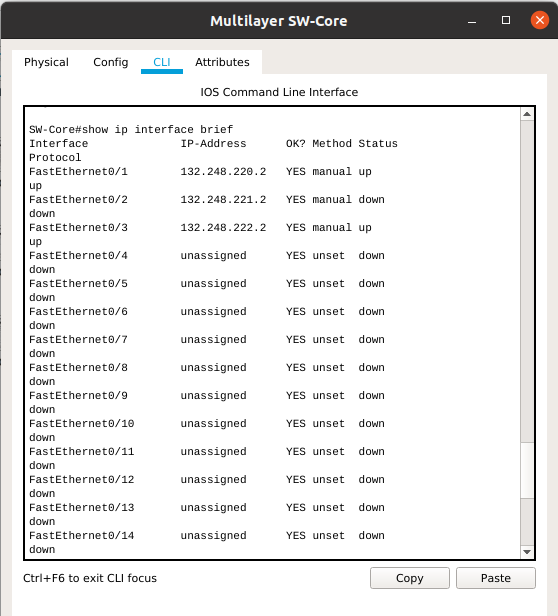 Multilayer SW-Core
Physical Config CLI Attributes
IOS Command Line Interface
SW-Core#show ip interface brief
Interface IP-Address OK? Method Status
Protocol
FastEthernet0/1 132.248.220.2 YES manual up
up
FastEthernet0/2 132.248.221.2 YES manual down
down
FastEthernet0/3 132.248.222.2 YES manual up
up
FastEthernet0/4 unassigned YES unset down
down
FastEthernet0/5 unassigned YES unset down
down
FastEthernet0/6 unassigned YES unset down
down
FastEthernet0/7 unassigned YES unset down
down
FastEthernet0/8 unassigned YES unset down
down
FastEthernet0/9 unassigned YES unset down
down
FastEthernet0/10 unassigned YES unset down
down
FastEthernet0/11 unassigned YES unset down
down
FastEthernet0/12 unassigned YES unset down
down
FastEthernet0/13 unassigned YES unset down
down
FastEthernet0/14 unassigned YES unset down
down
Ctrl+F6 to exit CLI focus
Copy Paste